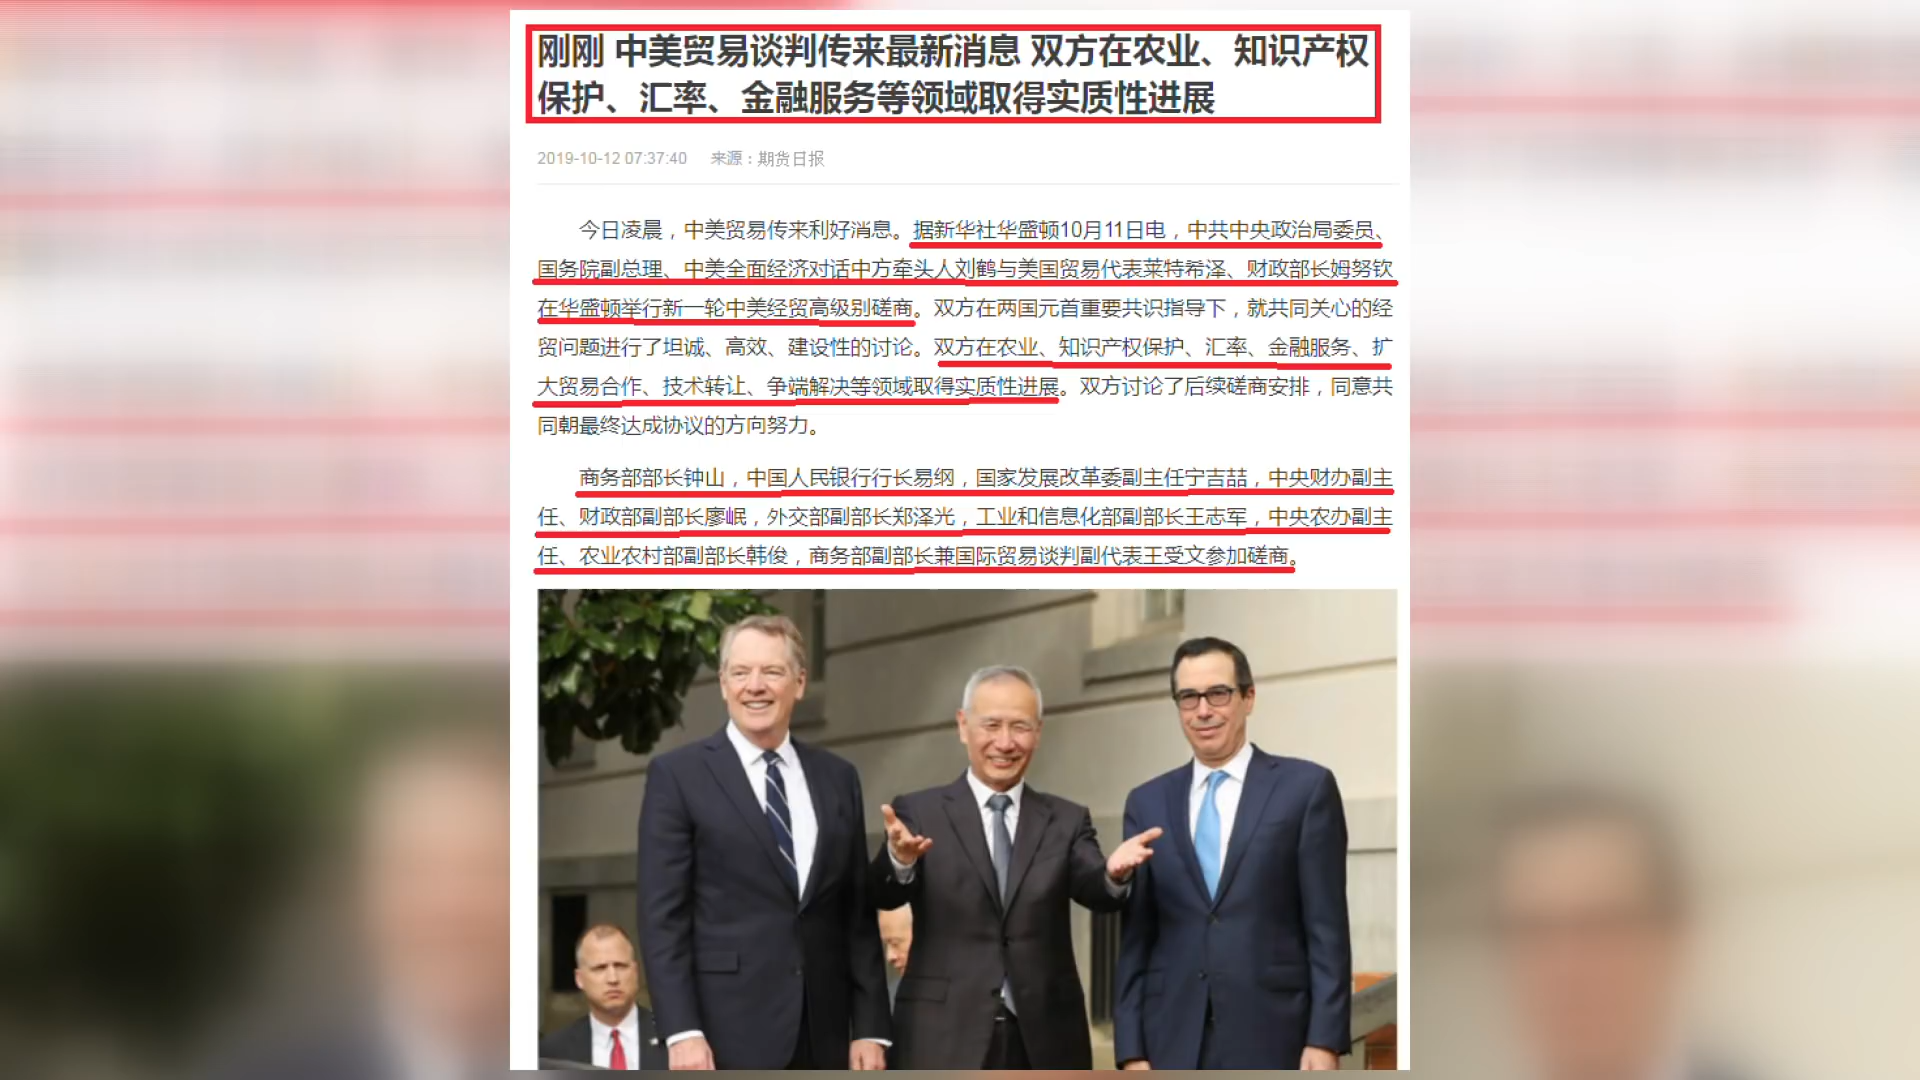 刚刚 中美贸易谈判传来最新消息 双方在农业、知识产权
保护、汇率、金融服务等领域取得实质性进展
2019-10-12 07:37:40 来源：期货日报
今日凌晨，中美贸易传来利好消息。据新华社华盛顿10月11日电，中共中央政治局委员、
国务院副总理、中美全面经济对话中方牵头人刘鹤与美国贸易代表莱特希泽、财政部长姆努钦
在华盛顿举行新一轮中美经贸高级别磋商。双方在两国元首重要共识指导下，就共同关心的经
贸问题进行了坦诚、高效、建设性的讨论。双方在农业、知识产权保护、汇率、金融服务、扩
大贸易合作、技术转让、争端解决等领域取得实质性进展。双方讨论了后续磋商安排，同意共
同朝最终达成协议的方向努力。
商务部部长钟山，中国人民银行行长易纲，国家发展改革委副主任宁吉喆，中央财办副主
任、财政部副部长廖岷，外交部副部长郑泽光，工业和信息化部副部长王志军，中央农办副主
任、农业农村部副部长韩俊，商务部副部长兼国际贸易谈判副代表王受文参加磋商。